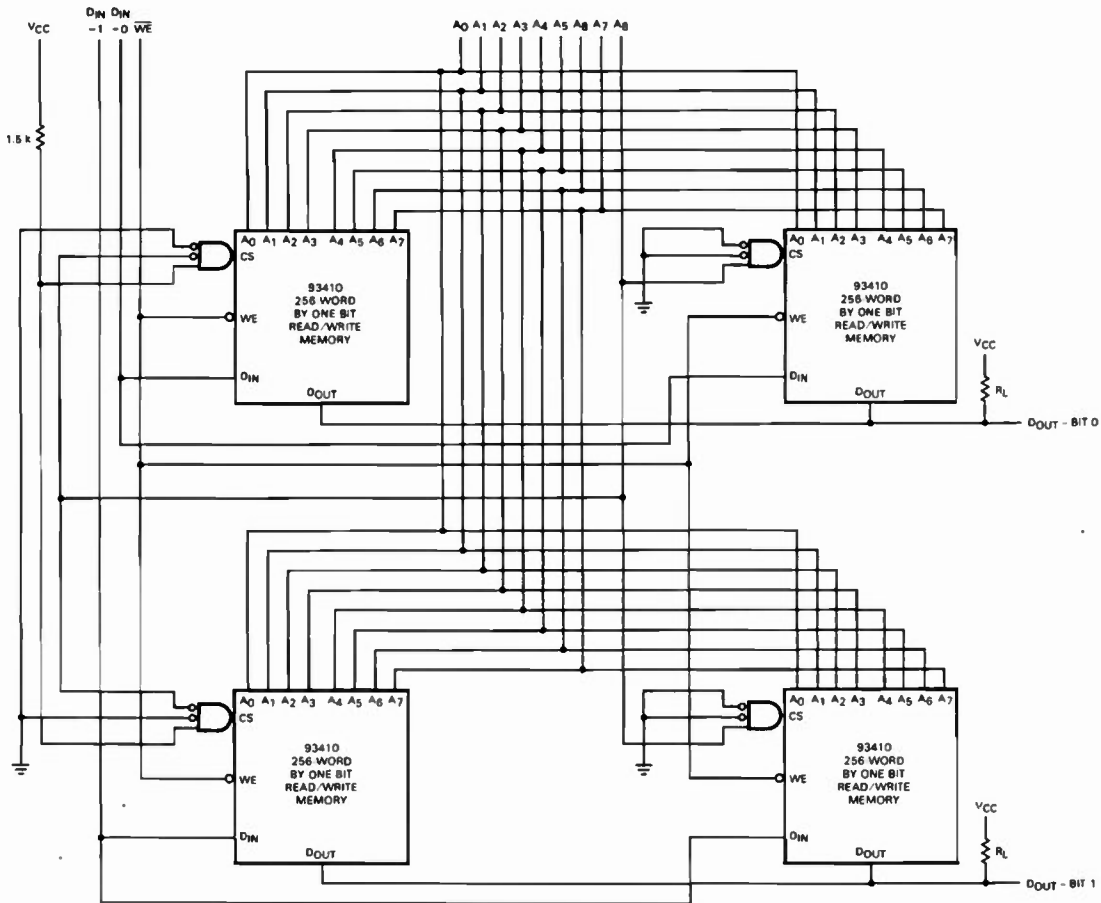 DIN DIN
VCC -1 -0 WE A0 A1 A2 A3 A4 A5 A6 A7 A8
1.5 k
A0 A1 A2 A3 A4 A5 A6 A7
CS
93410
256 WORD
BY ONE BIT
READ/WRITE
MEMORY
WE
DIN
DOUT
A0 A1 A2 A3 A4 A5 A6 A7
CS
93410
256 WORD
BY ONE BIT
READ/WRITE
MEMORY
WE
DIN
DOUT
VCC
RL
DOUT - BIT 0
A0 A1 A2 A3 A4 A5 A6 A7
CS
93410
256 WORD
BY ONE BIT
READ/WRITE
MEMORY
WE
DIN
DOUT
A0 A1 A2 A3 A4 A5 A6 A7
CS
93410
256 WORD
BY ONE BIT
READ/WRITE
MEMORY
WE
DIN
DOUT
VCC
RL
DOUT - BIT 1